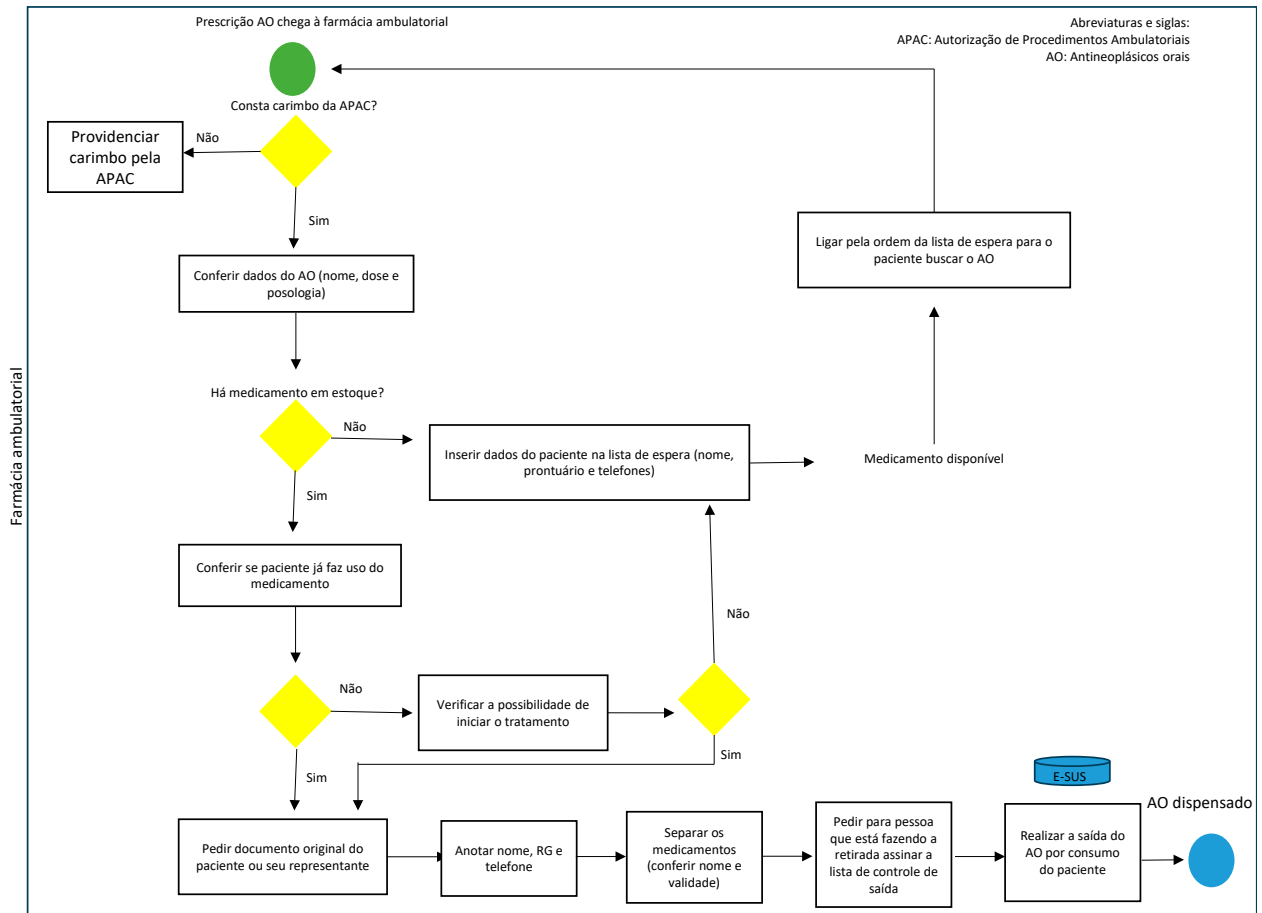 Prescrição AO chega à farmácia ambulatorial
Abreviaturas e siglas:
APAC: Autorização de Procedimentos Ambulatoriais
AO: Antineoplásicos orais
Consta carimbo da APAC?
Não
Providenciar
carimbo pela
APAC
Sim
Ligar pela ordem da lista de espera para o
paciente buscar o AO
Conferir dados do AO (nome, dose e
posologia)
Farmácia ambulatorial
Há medicamento em estoque?
Não
Inserir dados do paciente na lista de espera (nome,
prontuário e telefones)
Medicamento disponível
Sim
Conferir se paciente já faz uso do
medicamento
Não
Não
Verificar a possibilidade de
iniciar o tratamento
Sim
Sim
E-SUS
AO dispensado
Pedir documento original do
paciente ou seu representante
Anotar nome, RG e
telefone
Separar os
medicamentos
(conferir nome e
validade)
Pedir para pessoa
que está fazendo a
retirada assinar a
lista de controle de
saída
Realizar a saída do
AO por consumo
do paciente